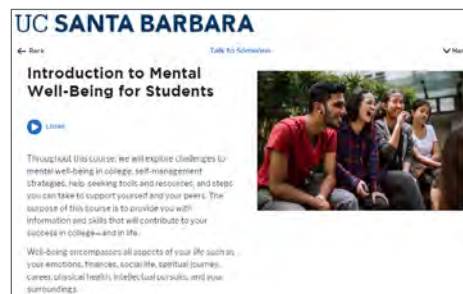 UC SANTA BARBARA
← Back
Talk to Someone
Introduction to Mental
Well-Being for Students
Listen
Throughout this course, we will explore challenges to
mental well-being in college, self-management
strategies, help-seeking tools and resources, and steps
you can take to support yourself and your peers. The
purpose of this course is to provide you with
information and skills that will contribute to your
success in college—and in life.
Well-being encompasses all aspects of your life such as
your emotions, finances, social life, spiritual journey,
career, physical health, intellectual pursuits, and your
surroundings.